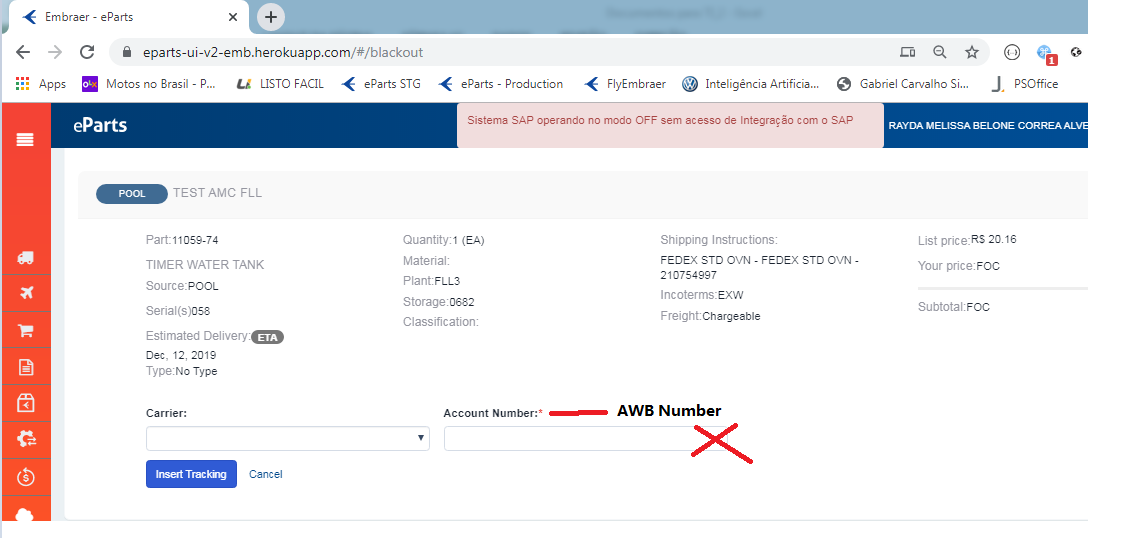 Embraer - eParts
eparts-ui-v2-emb.herokuapp.com/#/blackout
1
Apps
Motos no Brasil - P...
LISTO FACIL
eParts STG
eParts - Production
FlyEmbraer
Inteligência Artificia...
Gabriel Carvalho Si...
PSOffice
eParts
Sistema SAP operando no modo OFF sem acesso de Integração com o SAP
RAYDA MELISSA BELONE CORREA ALVE
POOL TEST AMC FLL
Part:11059-74
TIMER WATER TANK
Source:POOL
Serial(s)058
Estimated Delivery: ETA
Dec, 12, 2019
Type:No Type
Quantity:1 (EA)
Material:
Plant:FLL3
Storage:0682
Classification:
Shipping Instructions:
FEDEX STD OVN - FEDEX STD OVN -
210754997
Incoterms:EXW
Freight:Chargeable
List price:R$ 20.16
Your price:FOC
Subtotal:FOC
Carrier:
Account Number:*
AWB Number
Insert Tracking
Cancel